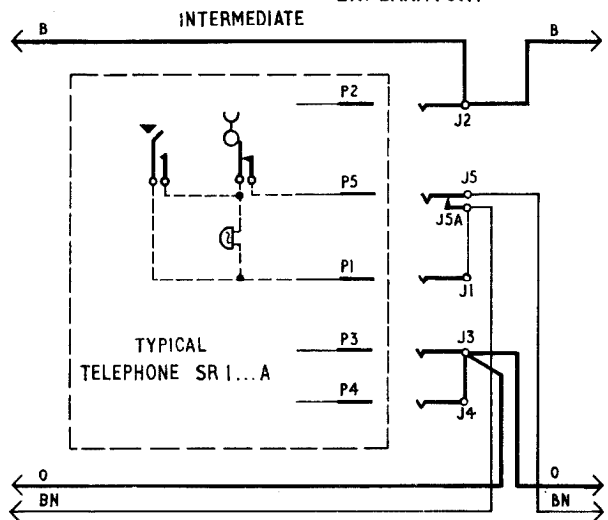 INTERMEDIATE
B
B
P2
J2
P5
J5
J5A
P1
J1
P3
J3
TYPICAL
TELEPHONE SR 1...A
P4
J4
O
O
BN
BN